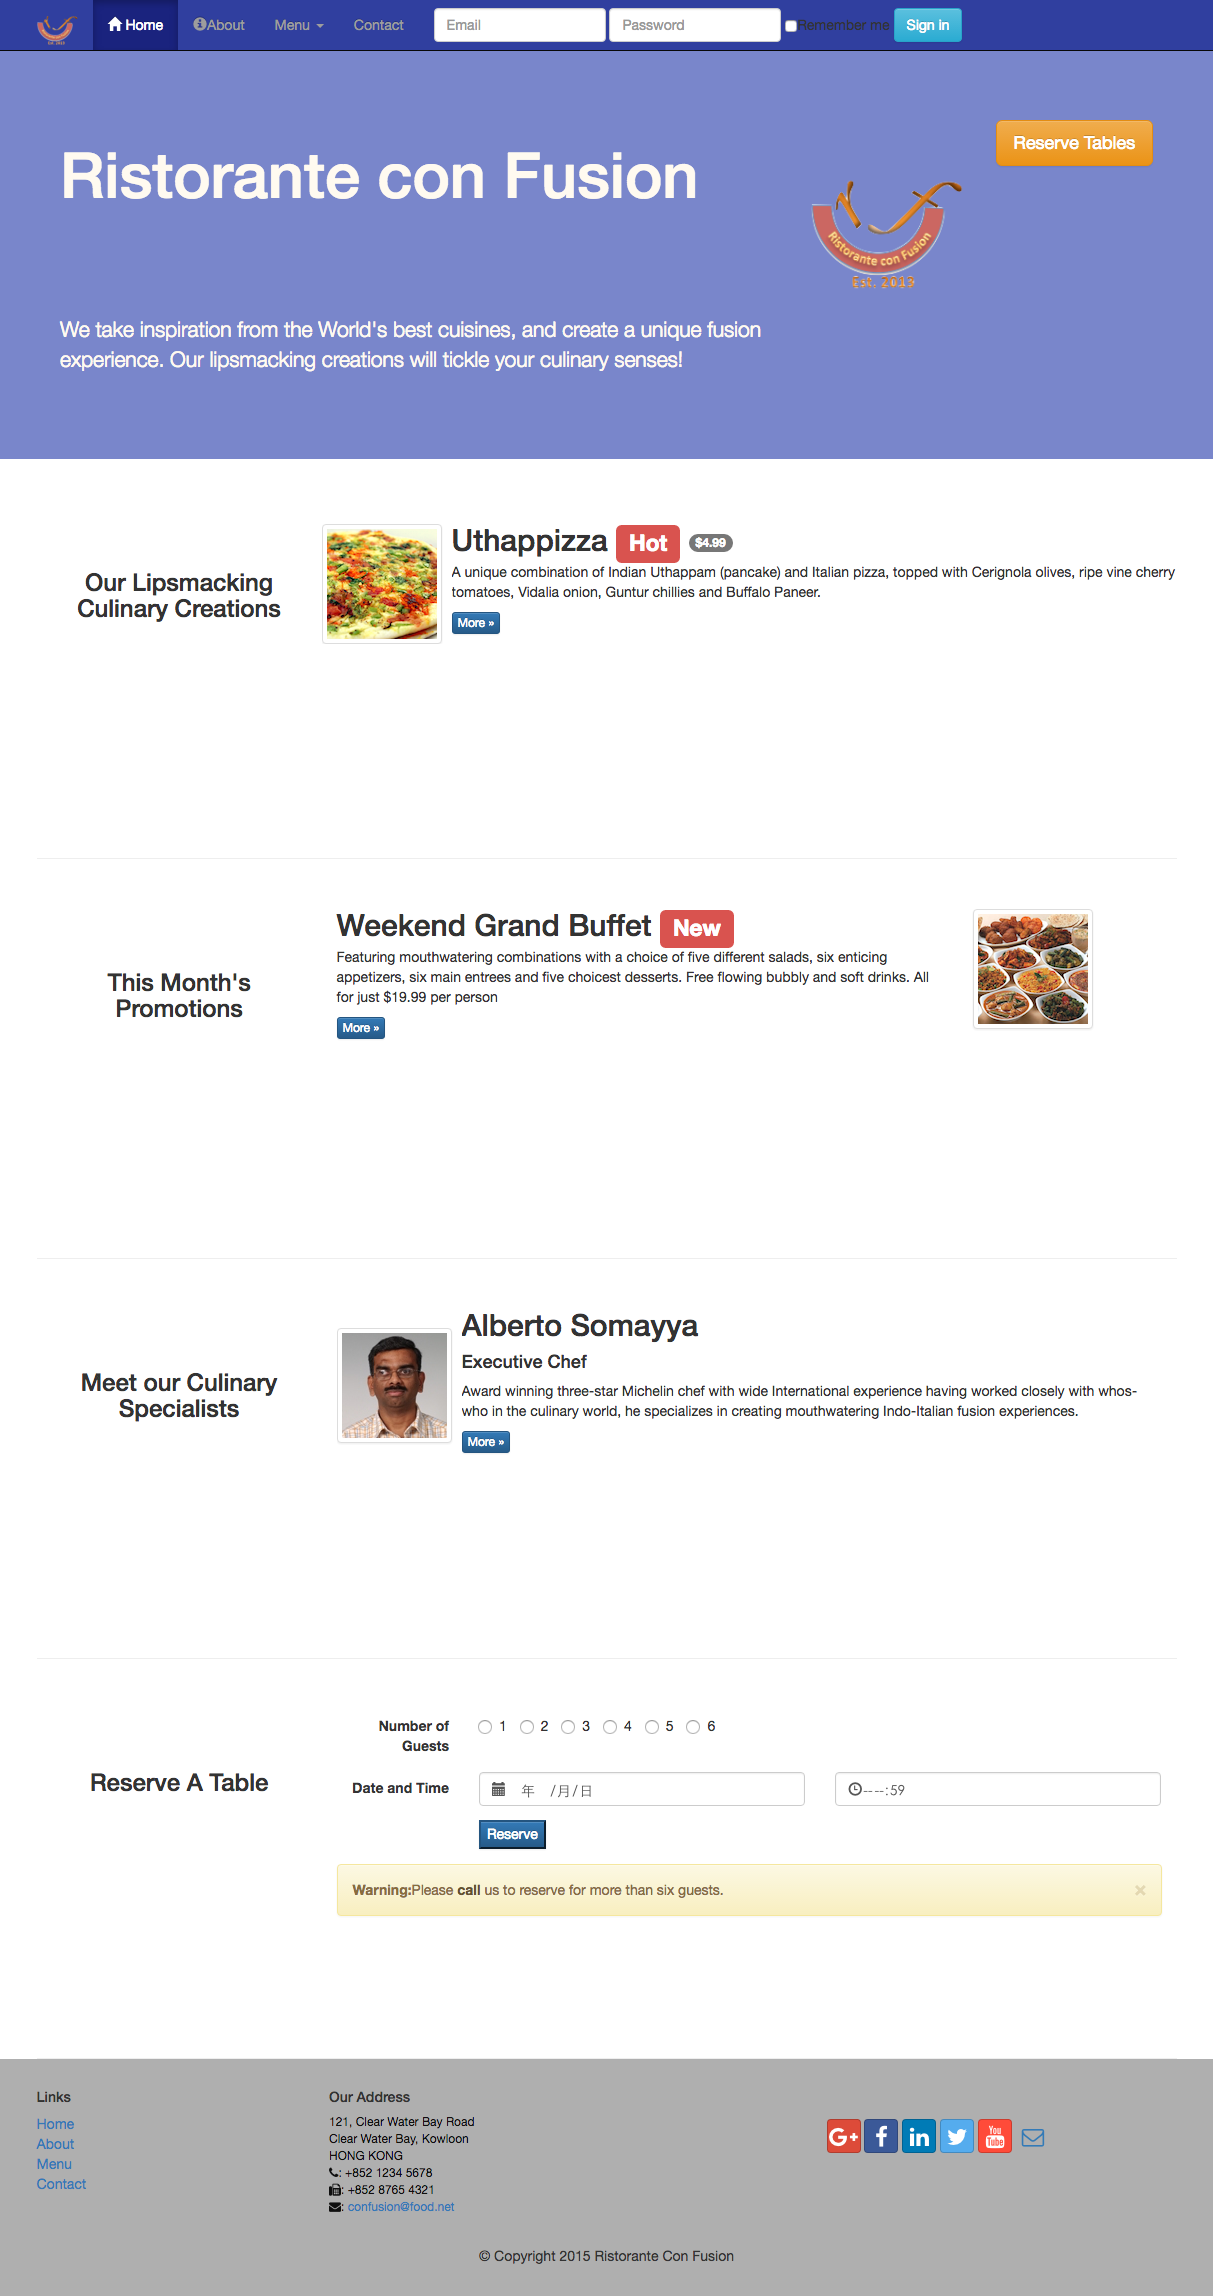 Home About Menu Contact Email Password Remember me Sign in
Reserve Tables
Ristorante con Fusion
Ristorante con Fusion
Est. 2013
We take inspiration from the World's best cuisines, and create a unique fusion
experience. Our lipsmacking creations will tickle your culinary senses!
Our Lipsmacking
Culinary Creations
Uthappizza Hot $4.99
A unique combination of Indian Uthappam (pancake) and Italian pizza, topped with Cerignola olives, ripe vine cherry
tomatoes, Vidalia onion, Guntur chillies and Buffalo Paneer.
More »
This Month's
Promotions
Weekend Grand Buffet New
Featuring mouthwatering combinations with a choice of five different salads, six enticing
appetizers, six main entrees and five choicest desserts. Free flowing bubbly and soft drinks. All
for just $19.99 per person
More »
Meet our Culinary
Specialists
Alberto Somayya
Executive Chef
Award winning three-star Michelin chef with wide International experience having worked closely with whos-
who in the culinary world, he specializes in creating mouthwatering Indo-Italian fusion experiences.
More »
Reserve A Table
Number of
Guests
1 2 3 4 5 6
Date and Time
年 /月/日
----:59
Reserve
Warning:Please call us to reserve for more than six guests. ×
Links
Home
About
Menu
Contact
Our Address
121, Clear Water Bay Road
Clear Water Bay, Kowloon
HONG KONG
: +852 1234 5678
: +852 8765 4321
: confusion@food.net
G+ f in You Tube
© Copyright 2015 Ristorante Con Fusion